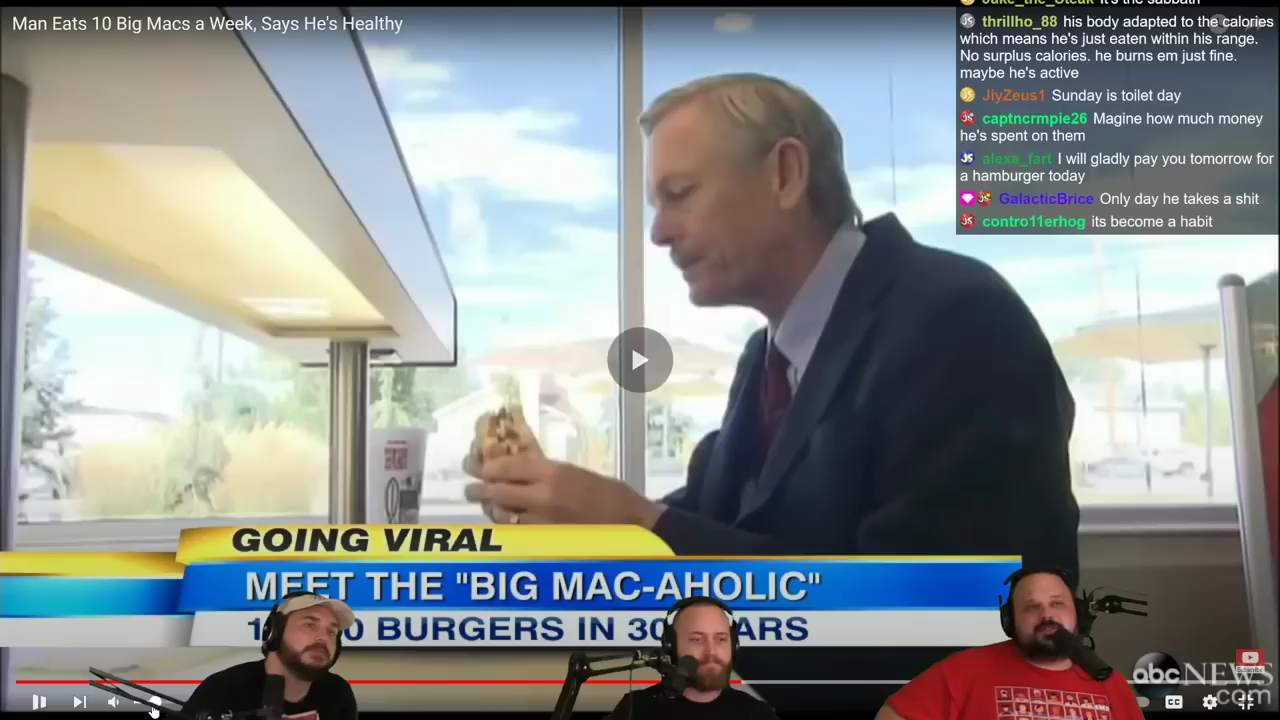 Man Eats 10 Big Macs a Week, Says He's Healthy
thrillho_88 his body adapted to the calories
which means he's just eaten within his range.
No surplus calories. he burns em just fine.
maybe he's active
JlyZeus1 Sunday is toilet day
captncrmpie26 Magine how much money
he's spent on them
alexa_fart I will gladly pay you tomorrow for
a hamburger today
GalacticBrice Only day he takes a shit
contro11erhog its become a habit
GOING VIRAL
MEET THE "BIG MAC-AHOLIC"
BURGERS IN
abc NEWS
.com
Subscribe
CC